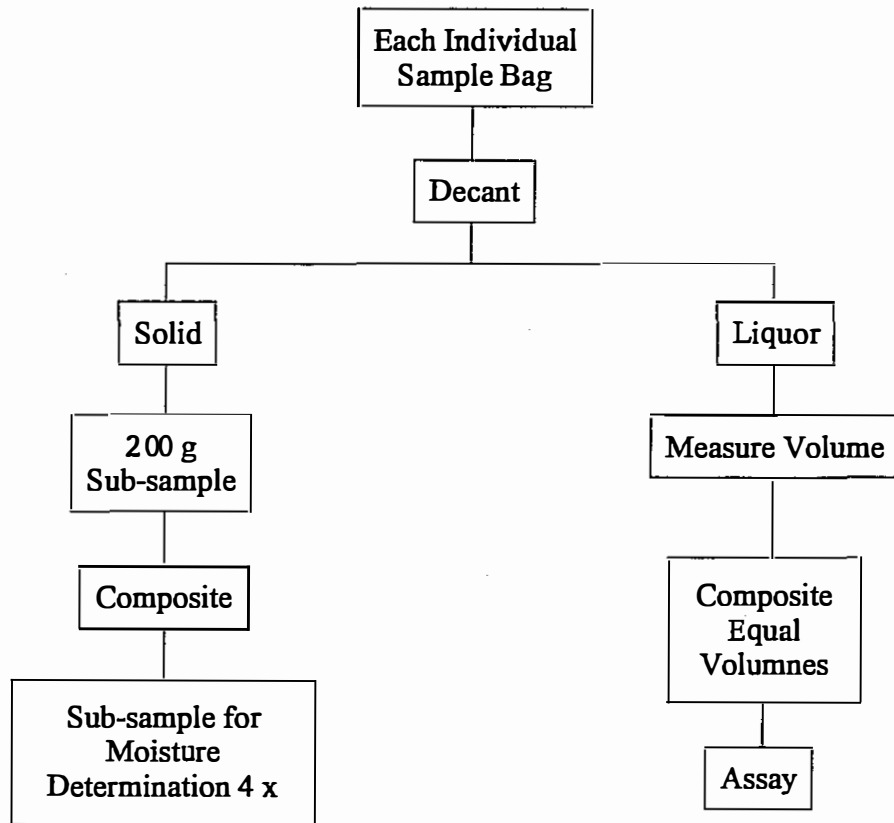 Each Individual
Sample Bag
Decant
Solid
200 g
Sub-sample
Composite
Sub-sample for
Moisture
Determination 4 x
Liquor
Measure Volume
Composite
Equal
Volumnes
Assay